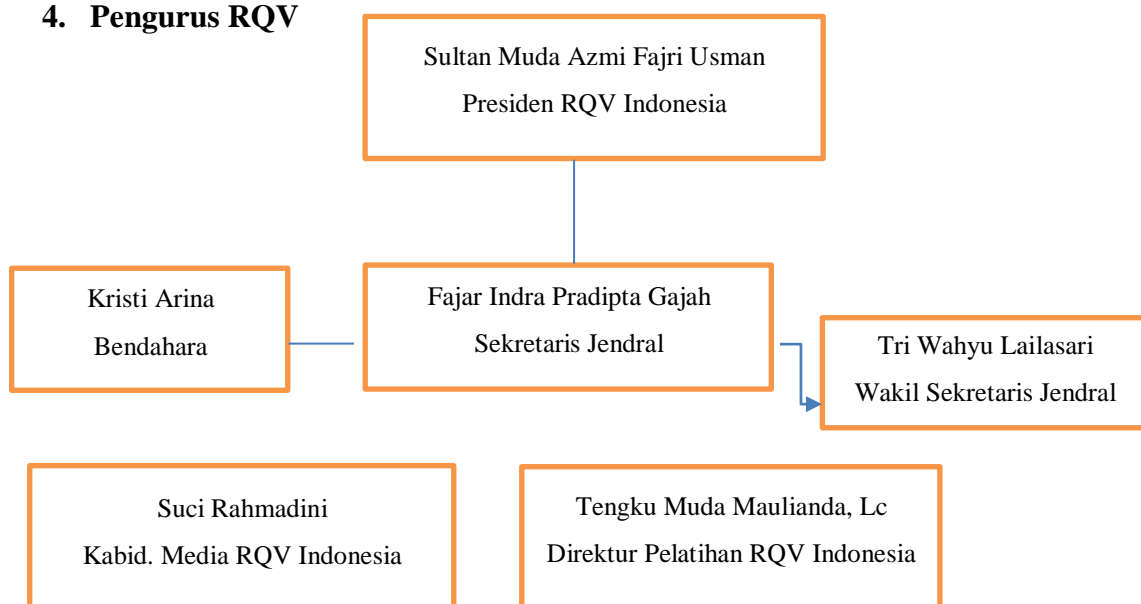 4. Pengurus RQV
Sultan Muda Azmi Fajri Usman
Presiden RQV Indonesia
Kristi Arina
Bendahara
Fajar Indra Pradipta Gajah
Sekretaris Jendral
Tri Wahyu Lailasari
Wakil Sekretaris Jendral
Suci Rahmadini
Kabid. Media RQV Indonesia
Tengku Muda Maulianda, Lc
Direktur Pelatihan RQV Indonesia